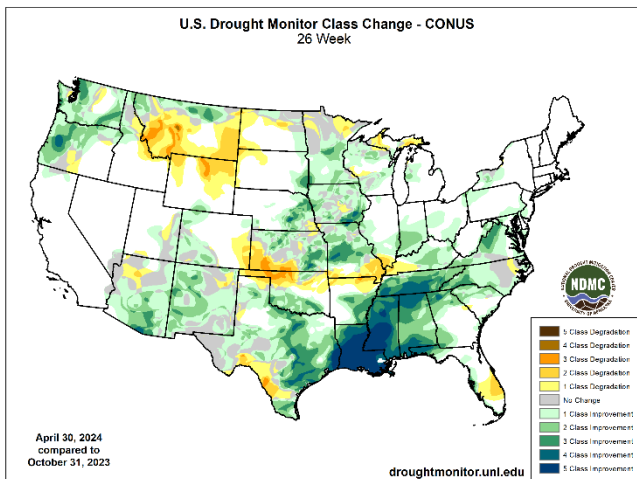 U.S. Drought Monitor Class Change - CONUS
26 Week
NDMC
5 Class Degradation
4 Class Degradation
3 Class Degradation
2 Class Degradation
1 Class Degradation
No Change
1 Class Improvement
2 Class Improvement
3 Class Improvement
4 Class Improvement
5 Class Improvement
April 30, 2024
compared to
October 31, 2023
droughtmonitor.unl.edu